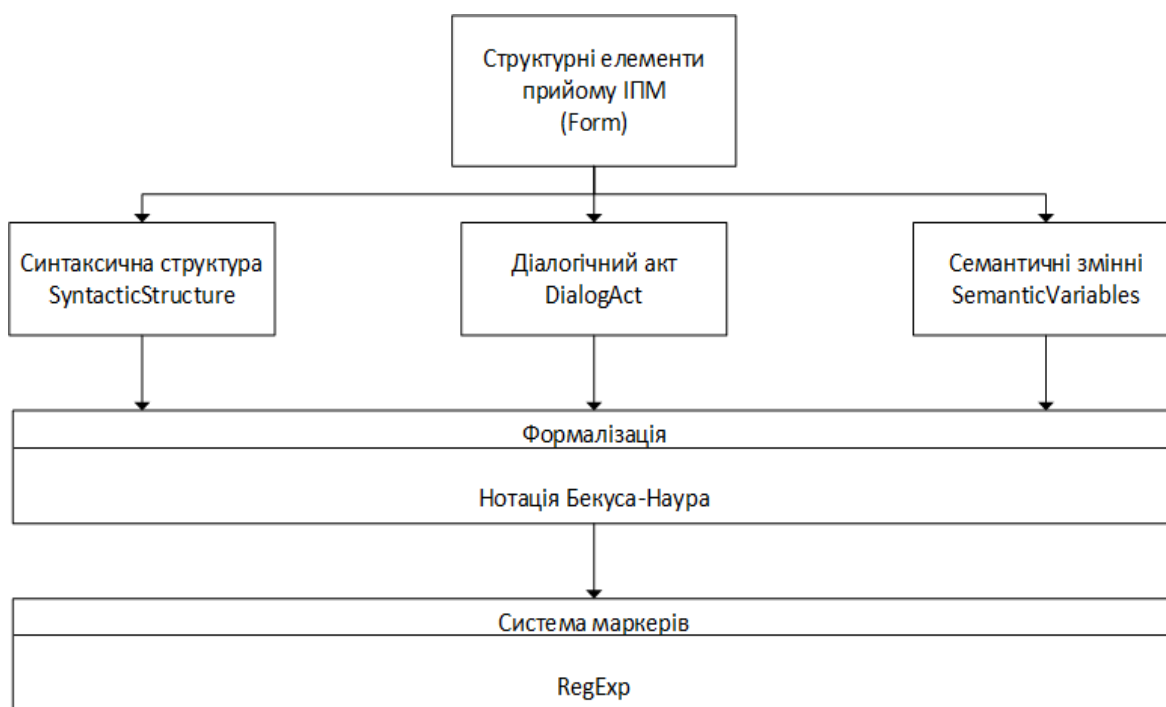 Структурні елементи
прийому ІПМ
(Form)
Синтаксична структура
SyntacticStructure
Діалогічний акт
DialogAct
Семантичні змінні
SemanticVariables
Формалізація
Нотація Бекуса-Наура
Система маркерів
RegExp